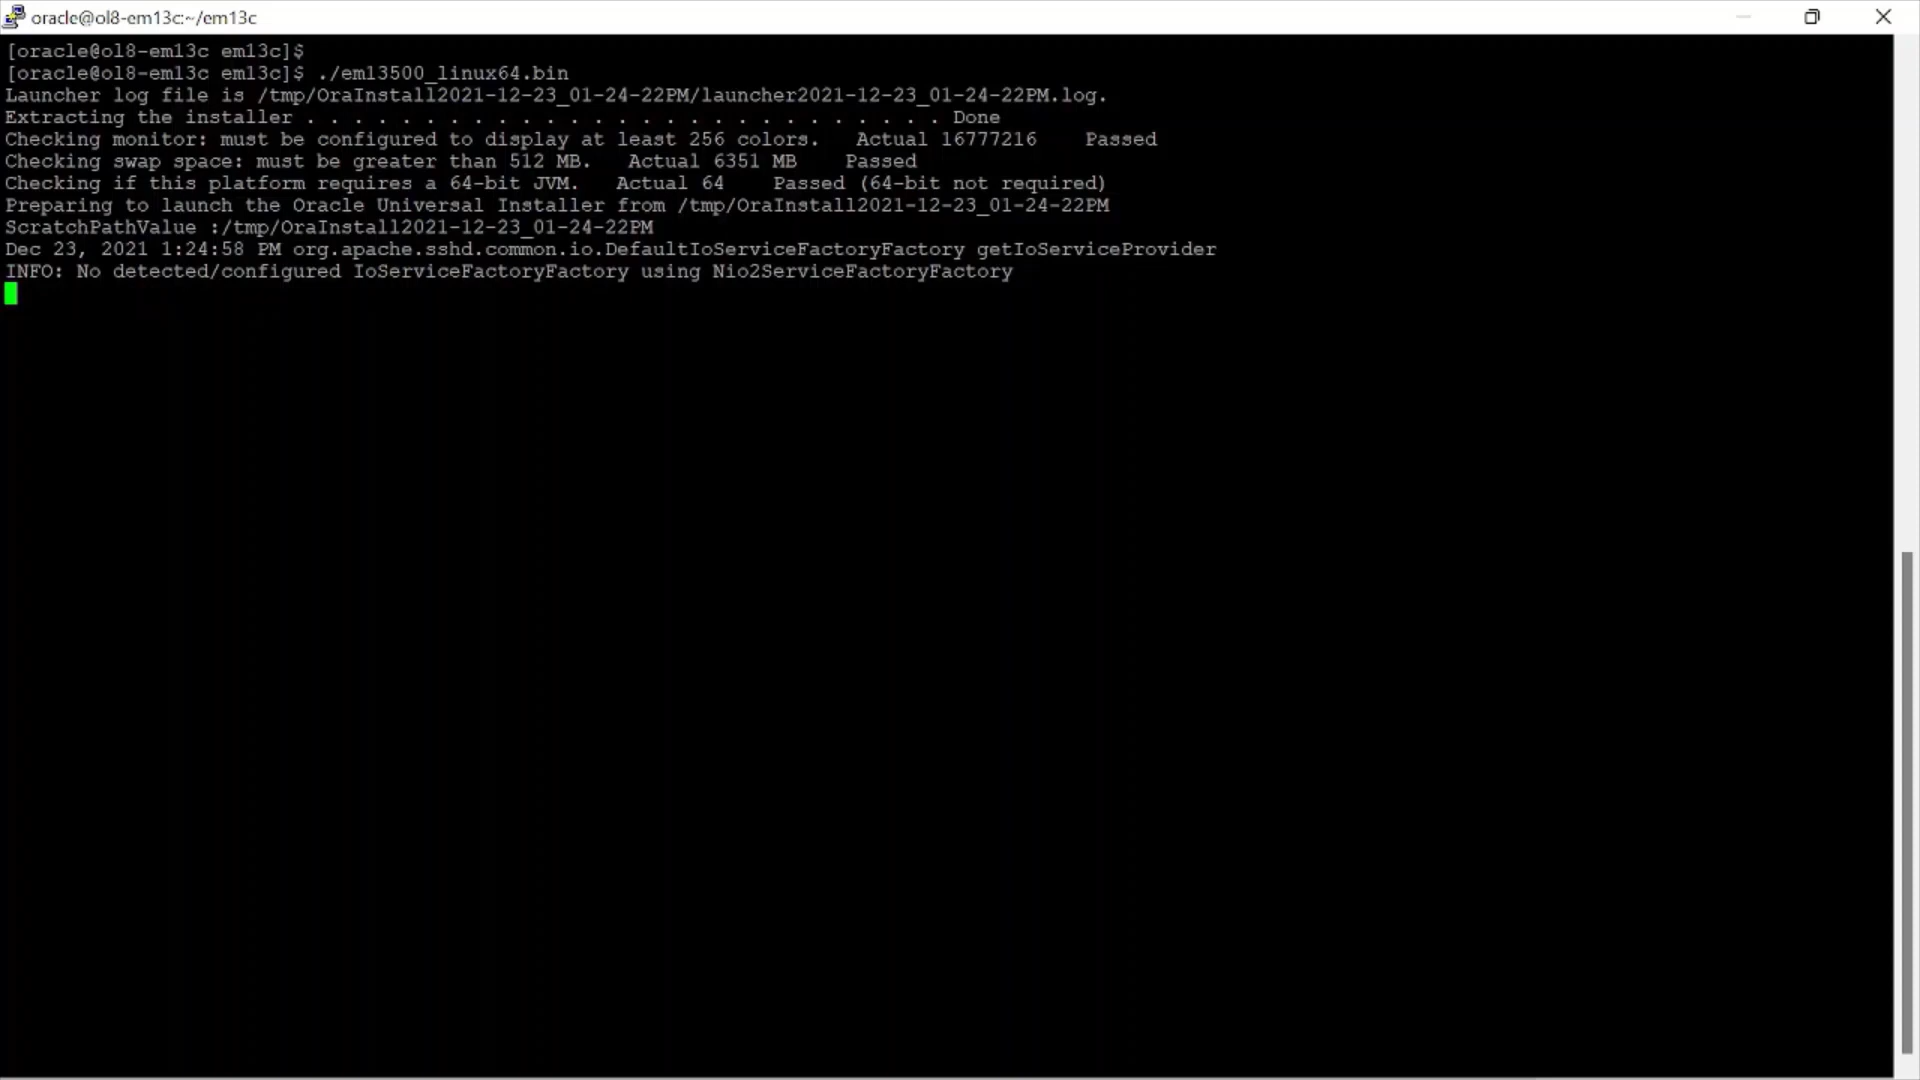 oracle@ol8-em13c:~/em13c
[oracle@ol8-em13c em13c]$
[oracle@ol8-em13c em13c]$ ./em13500_linux64.bin
Launcher log file is /tmp/OraInstall2021-12-23_01-24-22PM/launcher2021-12-23_01-24-22PM.log.
Extracting the installer . . . . . . . . . . . . . . . . . . . . . . . . . . . Done
Checking monitor: must be configured to display at least 256 colors.   Actual 16777216    Passed
Checking swap space: must be greater than 512 MB.   Actual 6351 MB    Passed
Checking if this platform requires a 64-bit JVM.   Actual 64    Passed (64-bit not required)
Preparing to launch the Oracle Universal Installer from /tmp/OraInstall2021-12-23_01-24-22PM
ScratchPathValue :/tmp/OraInstall2021-12-23_01-24-22PM
Dec 23, 2021 1:24:58 PM org.apache.sshd.common.io.DefaultIoServiceFactoryFactory getIoServiceProvider
INFO: No detected/configured IoServiceFactoryFactory using Nio2ServiceFactoryFactory